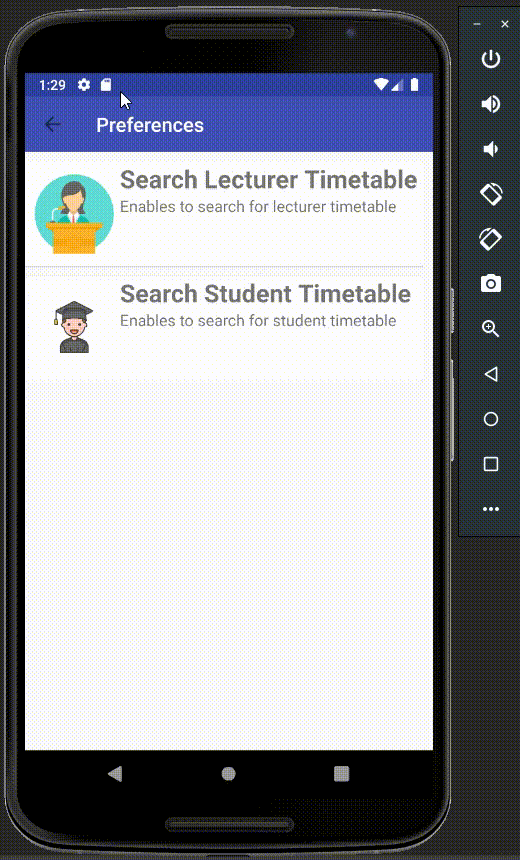 1:29
Preferences
Search Lecturer Timetable
Enables to search for lecturer timetable
Search Student Timetable
Enables to search for student timetable